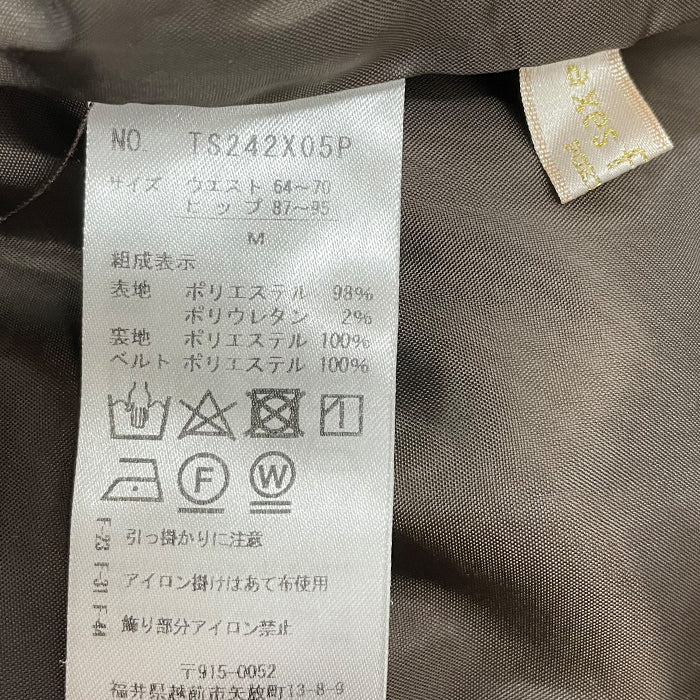 NO. TS242X05P
サイズ ウエスト 64～70
ヒップ 87～95
M
組成表示
表地 ポリエステル 98%
ポリウレタン 2%
裏地 ポリエステル 100%
ベルト ポリエステル 100%
F W
F-23 引っ掛かりに注意
F-31 アイロン掛けはあて布使用
F-44 飾り部分アイロン禁止
〒915-0052
福井県越前市矢放町13-8-9
axes